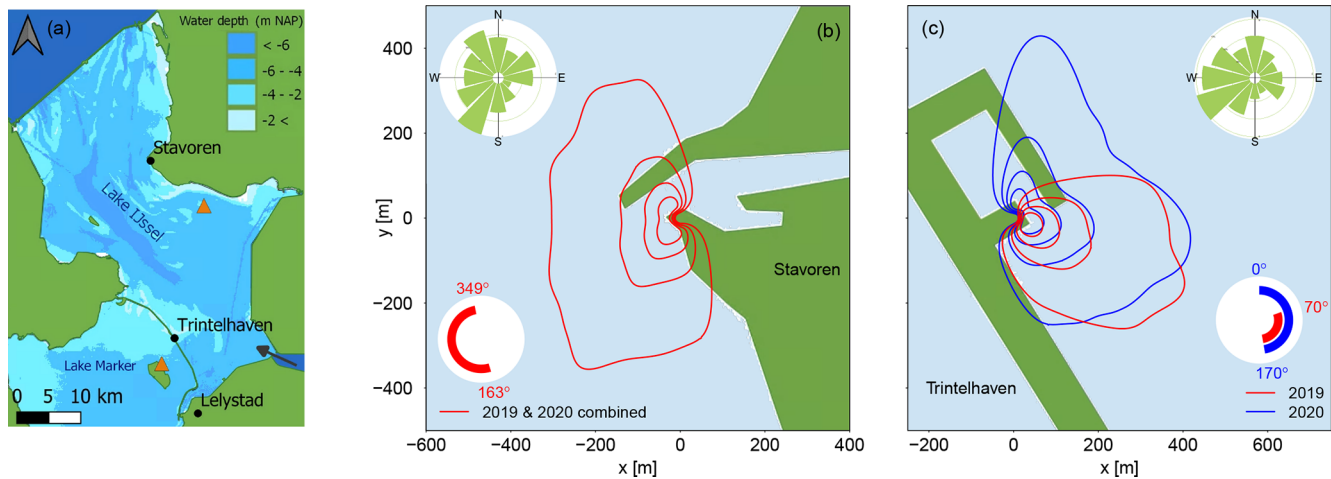 (a)
Water depth (m NAP)
< -6
-6 - -4
-4 - -2
-2 <
Stavoren
Lake IJssel
Trintelhaven
Lake Marker
0 5 10 km
Lelystad
(b)
N
W E
S
400
200
0
−200
−400
y [m]
Stavoren
349°
163°
2019 & 2020 combined
−600 −400 −200 0 200 400
x [m]
(c)
N
W E
S
0°
70°
170°
Trintelhaven
2019
2020
−200 0 200 400 600
x [m]